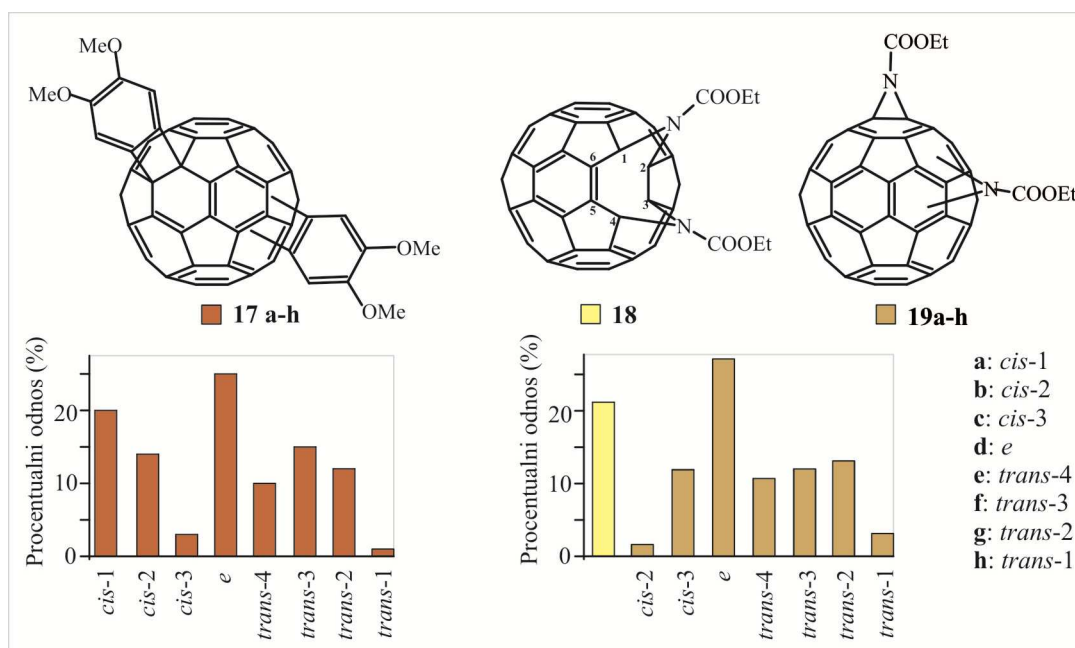 MeO
MeO
OMe
OMe
17 a-h
COOEt
N
6
1
2
5
3
4
N
COOEt
18
COOEt
N
N
COOEt
19a-h
Procentualni odnos (%)
20
10
0
cis-1
cis-2
cis-3
e
trans-4
trans-3
trans-2
trans-1
Procentualni odnos (%)
20
10
0
cis-2
cis-3
e
trans-4
trans-3
trans-2
trans-1
a: cis-1
b: cis-2
c: cis-3
d: e
e: trans-4
f: trans-3
g: trans-2
h: trans-1